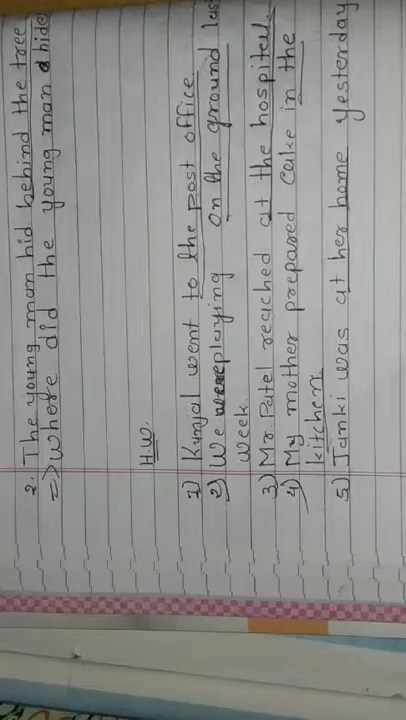 2. The young man hid behind the tree
=> Where did the young man hide
H.W.
1) Kunjal went to the post office.
2) We were playing on the ground las
week.
3) Mr. Patel reached at the hospital.
4) My mother prepared cake in the
kitchen.
5) Janki was at her home yesterday